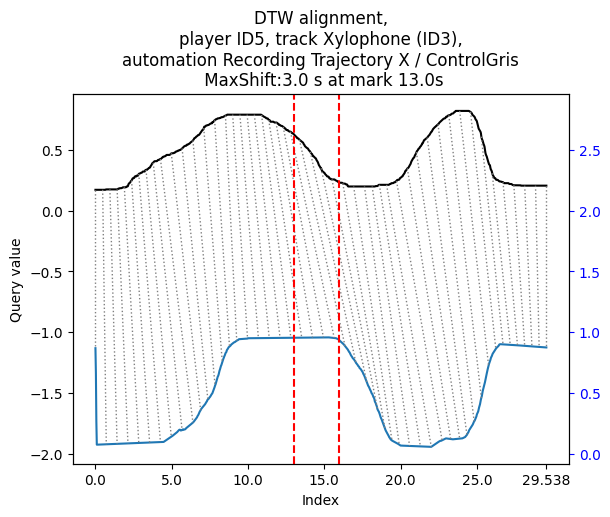 DTW alignment,
player ID5, track Xylophone (ID3),
automation Recording Trajectory X / ControlGris
MaxShift:3.0 s at mark 13.0s
0.5
0.0
−0.5
−1.0
−1.5
−2.0
Query value
2.5
2.0
1.5
1.0
0.5
0.0
0.0 5.0 10.0 15.0 20.0 25.0 29.538
Index